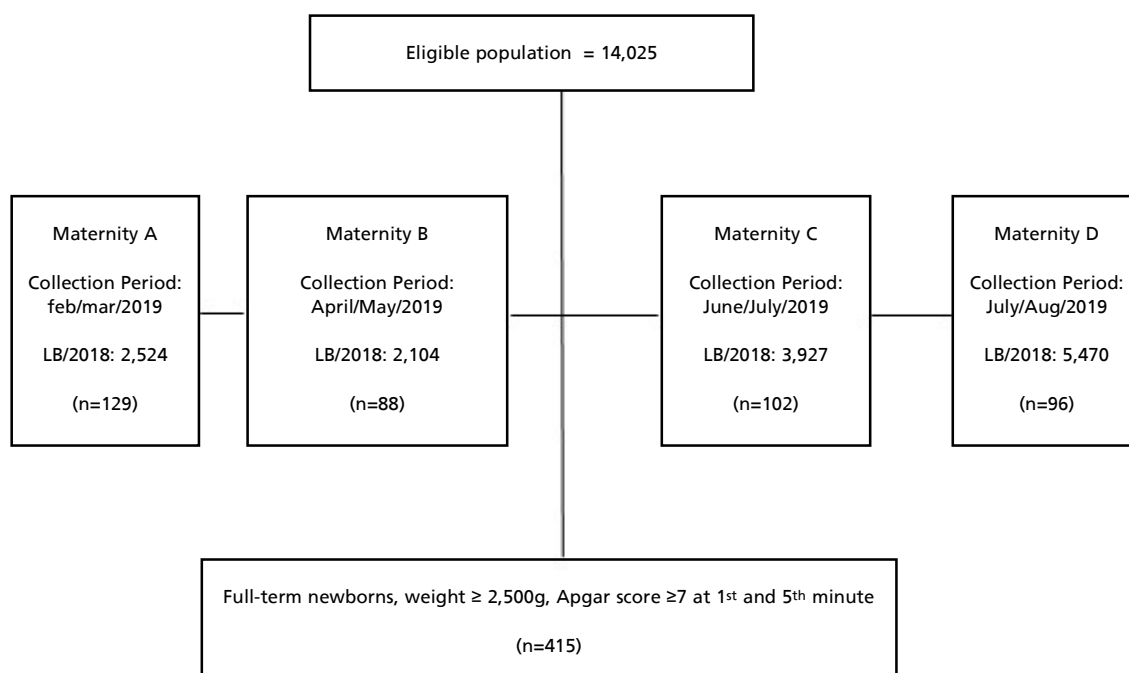 Eligible population = 14,025
Maternity A
Collection Period:
feb/mar/2019
LB/2018: 2,524
(n=129)
Maternity B
Collection Period:
April/May/2019
LB/2018: 2,104
(n=88)
Maternity C
Collection Period:
June/July/2019
LB/2018: 3,927
(n=102)
Maternity D
Collection Period:
July/Aug/2019
LB/2018: 5,470
(n=96)
Full-term newborns, weight ≥ 2,500g, Apgar score ≥7 at 1st and 5th minute
(n=415)